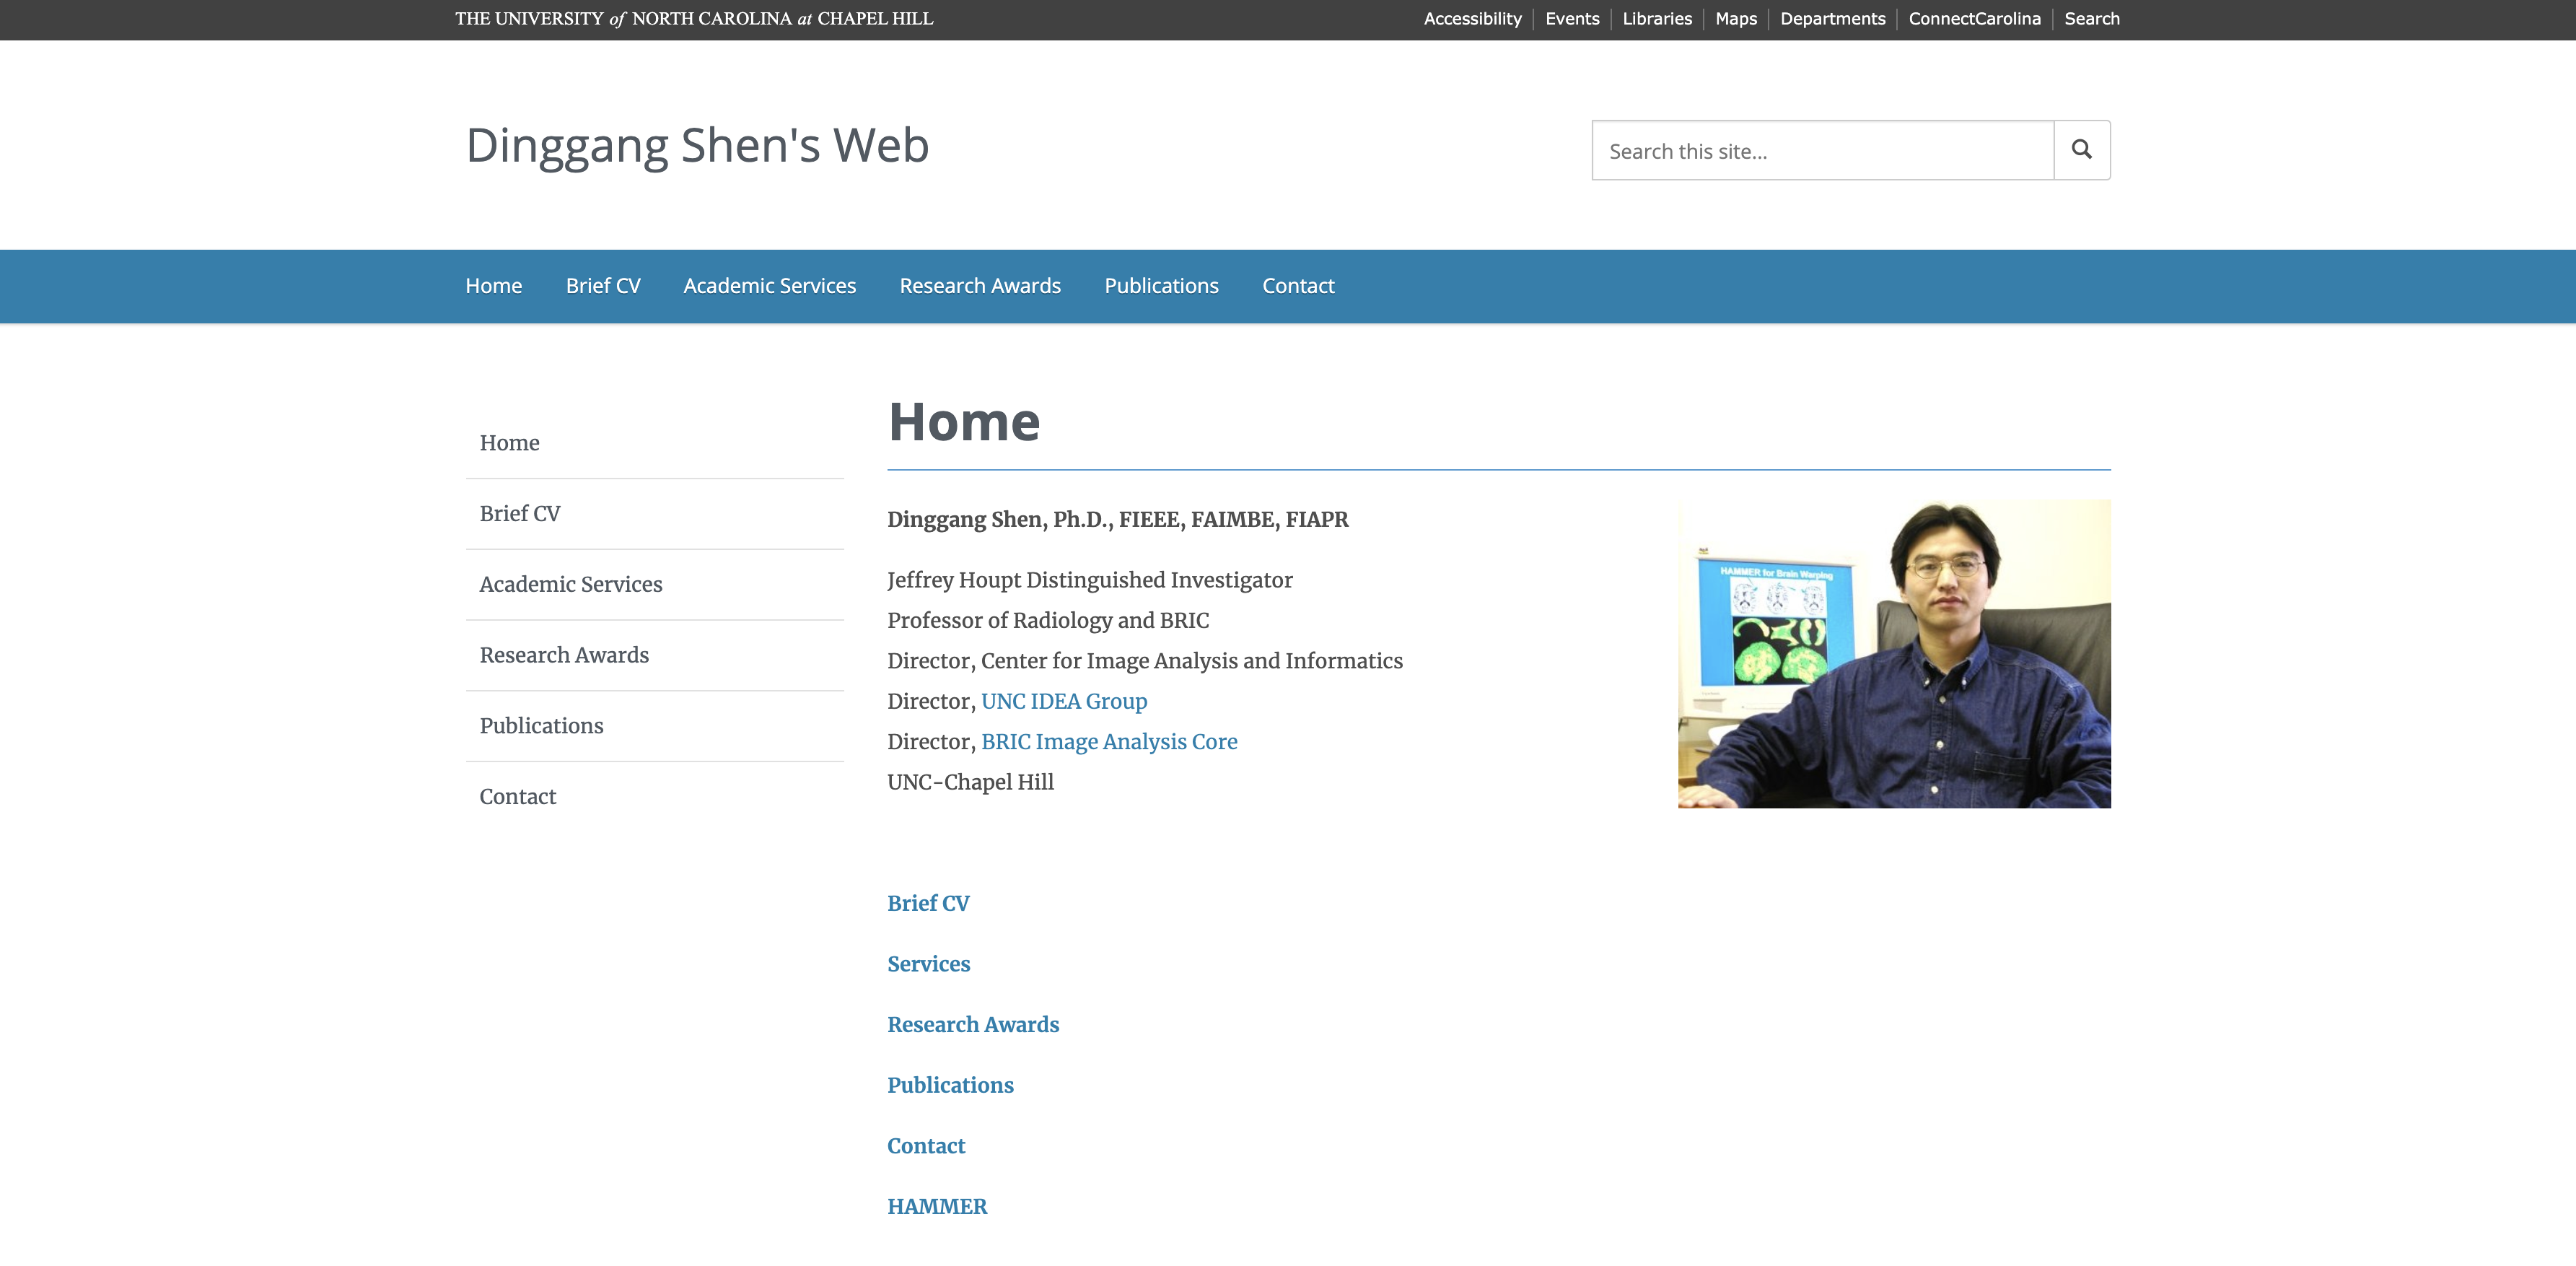 THE UNIVERSITY of NORTH CAROLINA at CHAPEL HILL
Accessibility Events Libraries Maps Departments ConnectCarolina Search
Dinggang Shen's Web
Search this site...
Home Brief CV Academic Services Research Awards Publications Contact
Home
Brief CV
Academic Services
Research Awards
Publications
Contact
Home
Dinggang Shen, Ph.D., FIEEE, FAIMBE, FIAPR
Jeffrey Houpt Distinguished Investigator
Professor of Radiology and BRIC
Director, Center for Image Analysis and Informatics
Director, UNC IDEA Group
Director, BRIC Image Analysis Core
UNC-Chapel Hill
HAMMER for Brain Warping
Brief CV
Services
Research Awards
Publications
Contact
HAMMER